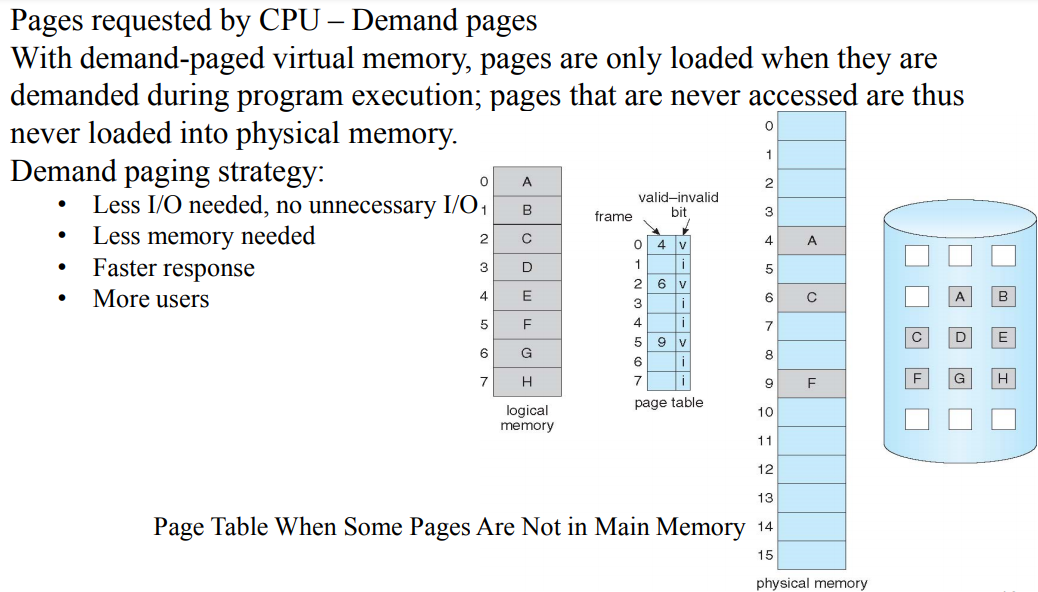 Pages requested by CPU – Demand pages
With demand-paged virtual memory, pages are only loaded when they are
demanded during program execution; pages that are never accessed are thus
never loaded into physical memory.
Demand paging strategy:
• Less I/O needed, no unnecessary I/O
• Less memory needed
• Faster response
• More users
0 A
1 B
2 C
3 D
4 E
5 F
6 G
7 H
logical
memory
valid–invalid
bit
frame
0 4 v
1 i
2 6 v
3 i
4 i
5 9 v
6 i
7 i
page table
0
1
2
3
4 A
5
6 C
7
8
9 F
10
11
12
13
14
15
physical memory
A B
C D E
F G H
Page Table When Some Pages Are Not in Main Memory